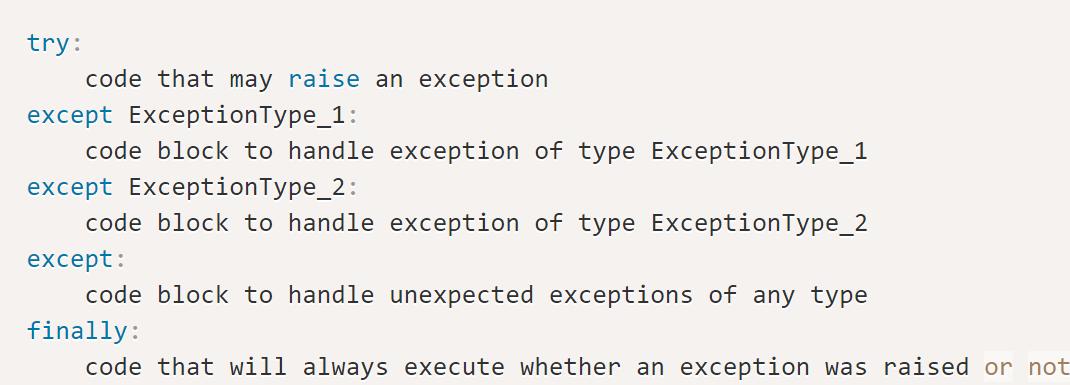 try:
    code that may raise an exception
except ExceptionType_1:
    code block to handle exception of type ExceptionType_1
except ExceptionType_2:
    code block to handle exception of type ExceptionType_2
except:
    code block to handle unexpected exceptions of any type
finally:
    code that will always execute whether an exception was raised or not